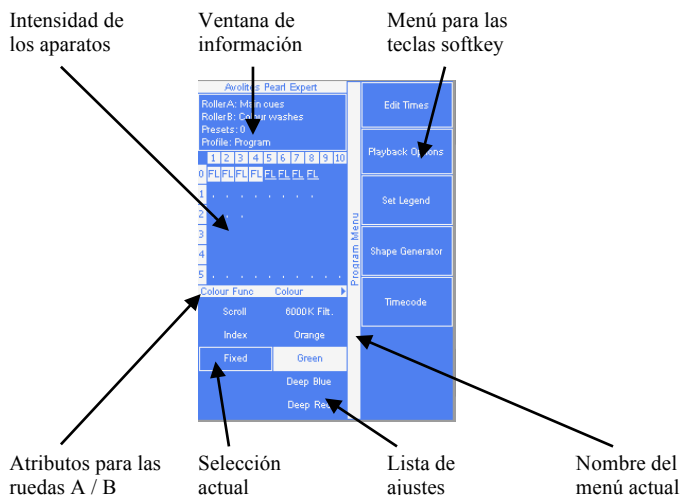 Intensidad de
los aparatos
Ventana de
información
Menú para las
teclas softkey
Avolites Pearl Expert
RollerA: Main cues
RollerB: Colour washes
Presets: 0
Profile: Program
1 2 3 4 5 6 7 8 9 10
0 FL FL FL FL FL FL FL FL
1
2
3
4
5
Colour Func Colour
Scroll 6000K Filt.
Index Orange
Fixed Green
Deep Blue
Deep Red
Program Menu
Edit Times
Playback Options
Set Legend
Shape Generator
Timecode
Atributos para las
ruedas A / B
Selección
actual
Lista de
ajustes
Nombre del
menú actual